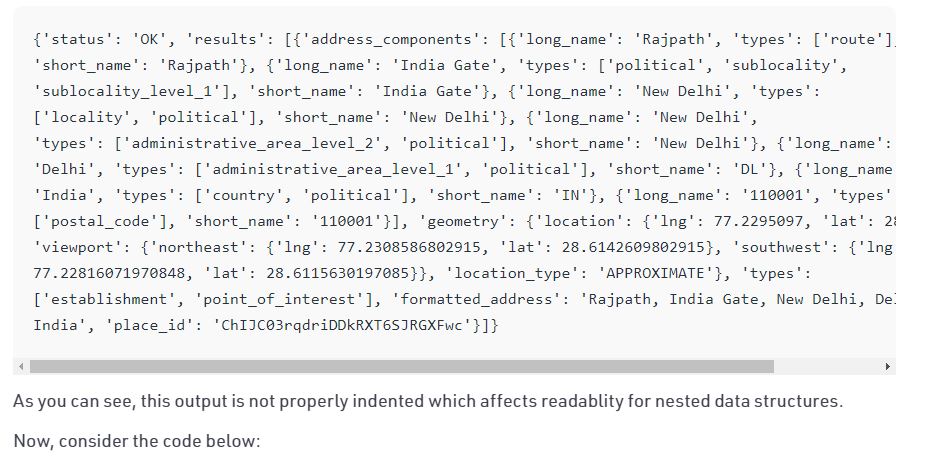 {'status': 'OK', 'results': [{'address_components': [{'long_name': 'Rajpath', 'types': ['route'],
'short_name': 'Rajpath'}, {'long_name': 'India Gate', 'types': ['political', 'sublocality',
'sublocality_level_1'], 'short_name': 'India Gate'}, {'long_name': 'New Delhi', 'types':
['locality', 'political'], 'short_name': 'New Delhi'}, {'long_name': 'New Delhi',
'types': ['administrative_area_level_2', 'political'], 'short_name': 'New Delhi'}, {'long_name':
'Delhi', 'types': ['administrative_area_level_1', 'political'], 'short_name': 'DL'}, {'long_name
'India', 'types': ['country', 'political'], 'short_name': 'IN'}, {'long_name': '110001', 'types'
['postal_code'], 'short_name': '110001'}], 'geometry': {'location': {'lng': 77.2295097, 'lat': 28
'viewport': {'northeast': {'lng': 77.2308586802915, 'lat': 28.6142609802915}, 'southwest': {'lng
77.22816071970848, 'lat': 28.6115630197085}}, 'location_type': 'APPROXIMATE'}, 'types':
['establishment', 'point_of_interest'], 'formatted_address': 'Rajpath, India Gate, New Delhi, De
India', 'place_id': 'ChIJC03rqdriDDkRXT6SJRGXFwc'}]}
As you can see, this output is not properly indented which affects readablity for nested data structures.
Now, consider the code below: